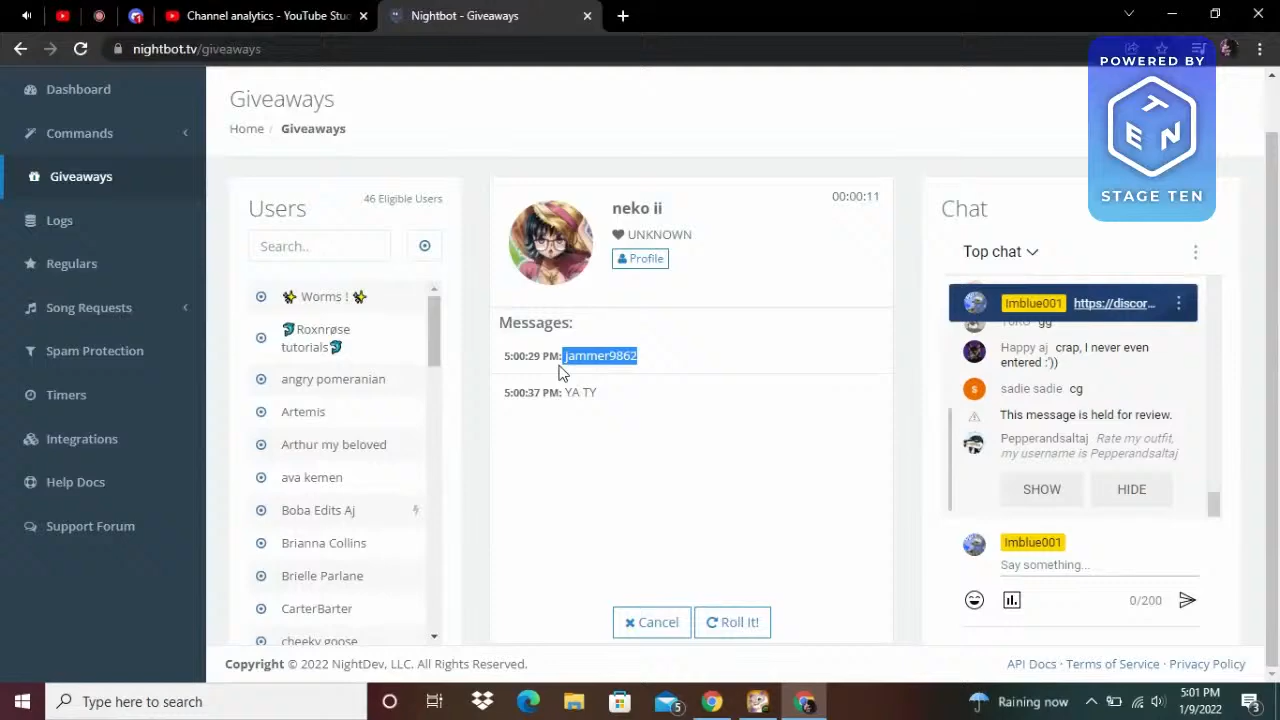 Channel analytics - YouTube Stu
Nightbot - Giveaways
nightbot.tv/giveaways
POWERED BY
TEN
STAGE TEN
Dashboard
Commands
Giveaways
Logs
Regulars
Song Requests
Spam Protection
Timers
Integrations
Help Docs
Support Forum
Giveaways
Home / Giveaways
Users
46 Eligible Users
Search..
✨ Worms ! ✨
Roxnrøse
tutorials
angry pomeranian
Artemis
Arthur my beloved
ava kemen
Boba Edits Aj
Brianna Collins
Brielle Parlane
CarterBarter
cheeky goose
neko ii
00:00:11
UNKNOWN
Profile
Messages:
5:00:29 PM: jammer9862
5:00:37 PM: YA TY
Cancel
Roll It!
Chat
Top chat
Imblue001 https://discor...
gg
Happy aj crap, I never even
entered :'))
sadie sadie cg
This message is held for review.
Pepperandsaltaj Rate my outfit,
my username is Pepperandsaltaj
SHOW
HIDE
Imblue001
Say something...
0/200
Copyright © 2022 NightDev, LLC. All Rights Reserved.
API Docs · Terms of Service · Privacy Policy
Type here to search
5
Raining now
5:01 PM
1/9/2022
3